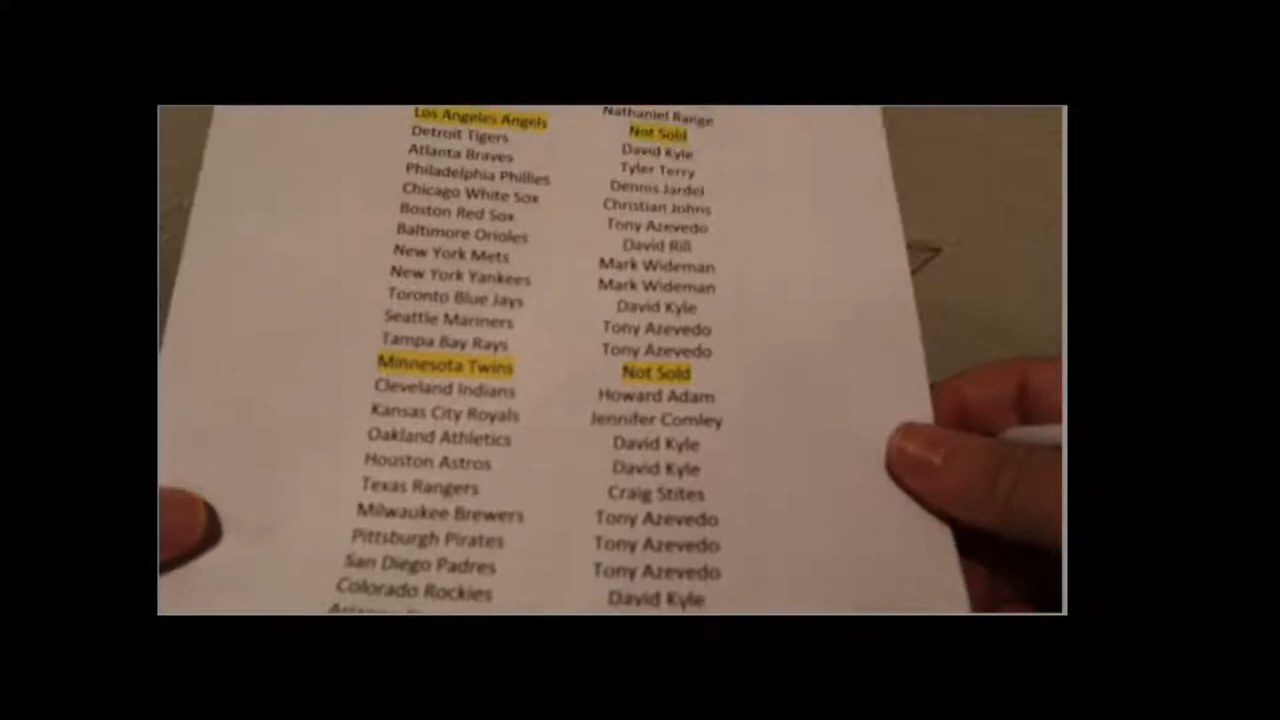 Nathaniel Range
Los Angeles Angels Not Sold
Detroit Tigers David Kyle
Atlanta Braves Tyler Terry
Philadelphia Phillies Dennis Jardel
Chicago White Sox Christian Johns
Boston Red Sox Tony Azevedo
Baltimore Orioles David Rill
New York Mets Mark Wideman
New York Yankees Mark Wideman
Toronto Blue Jays David Kyle
Seattle Mariners Tony Azevedo
Tampa Bay Rays Tony Azevedo
Minnesota Twins Not Sold
Cleveland Indians Howard Adam
Kansas City Royals Jennifer Comley
Oakland Athletics David Kyle
Houston Astros David Kyle
Texas Rangers Craig Stites
Milwaukee Brewers Tony Azevedo
Pittsburgh Pirates Tony Azevedo
San Diego Padres Tony Azevedo
Colorado Rockies David Kyle